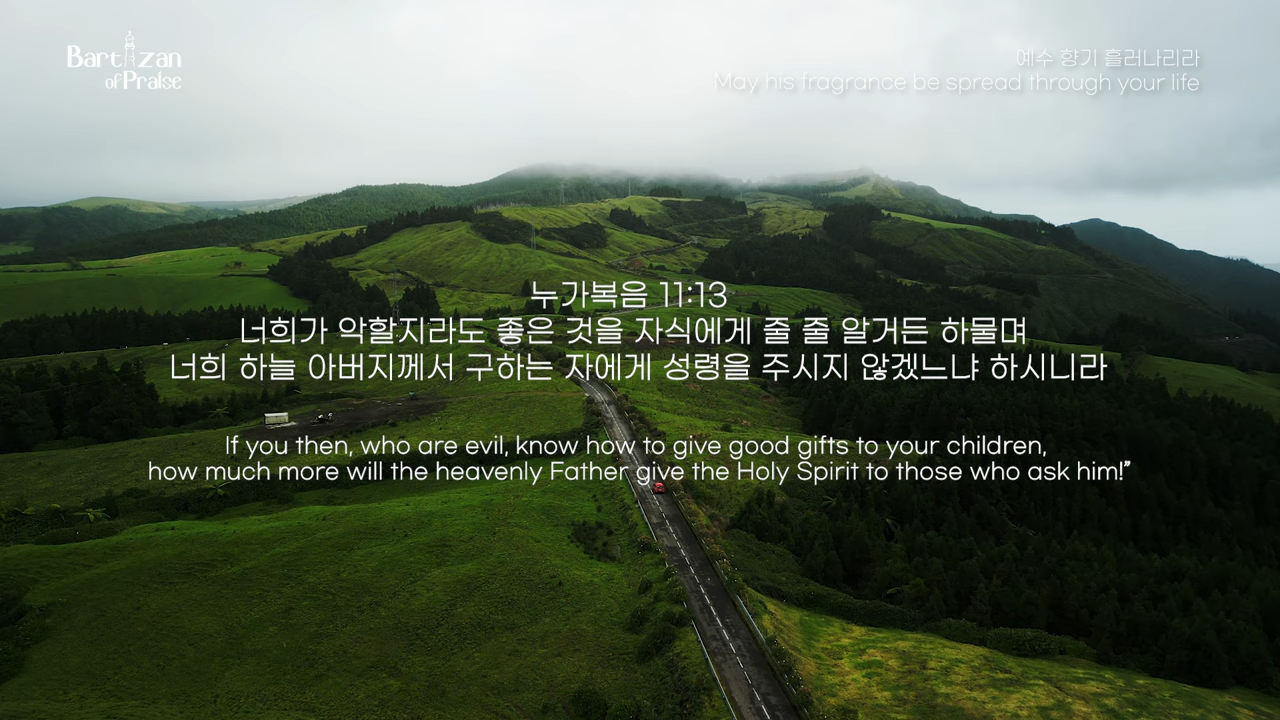 Bartizan
of Praise
예수 향기 흘러나리라
May his fragrance be spread through your life
누가복음 11:13
너희가 악할지라도 좋은 것을 자식에게 줄 줄 알거든 하물며
너희 하늘 아버지께서 구하는 자에게 성령을 주시지 않겠느냐 하시니라
If you then, who are evil, know how to give good gifts to your children,
how much more will the heavenly Father give the Holy Spirit to those who ask him!”